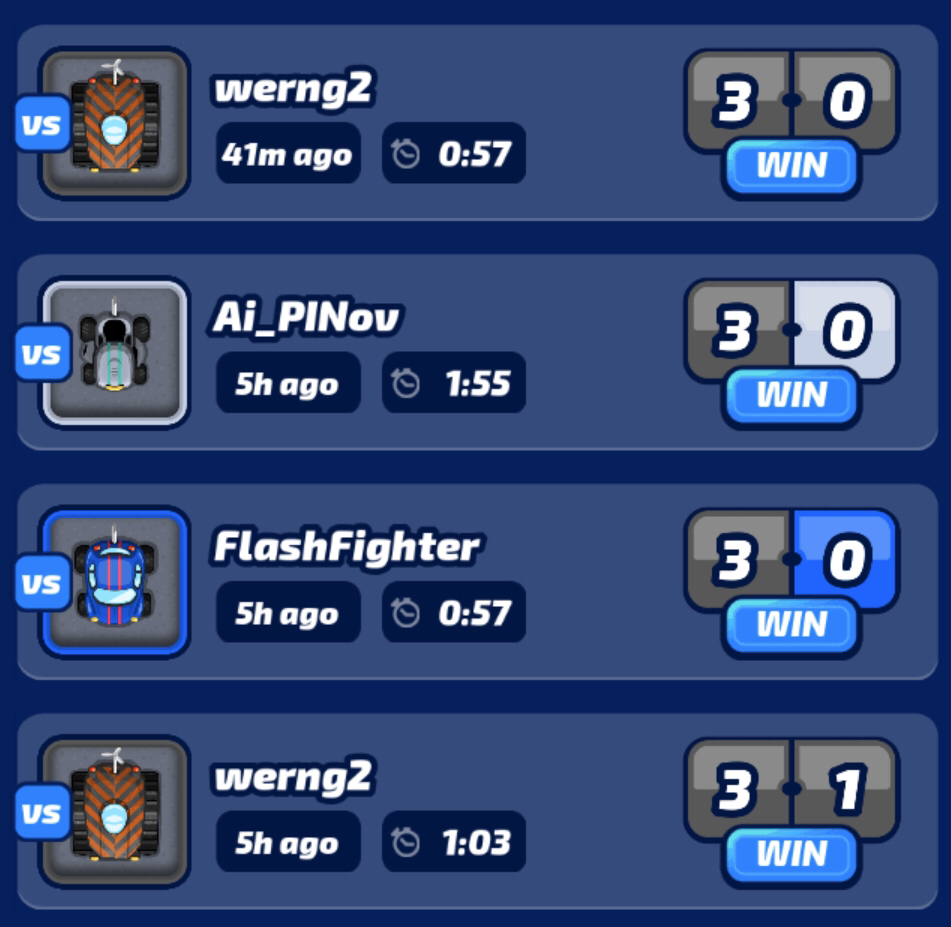 vs
werng2
41m ago
0:57
3 0
WIN
vs
Ai_PINov
5h ago
1:55
3 0
WIN
vs
FlashFighter
5h ago
0:57
3 0
WIN
vs
werng2
5h ago
1:03
3 1
WIN